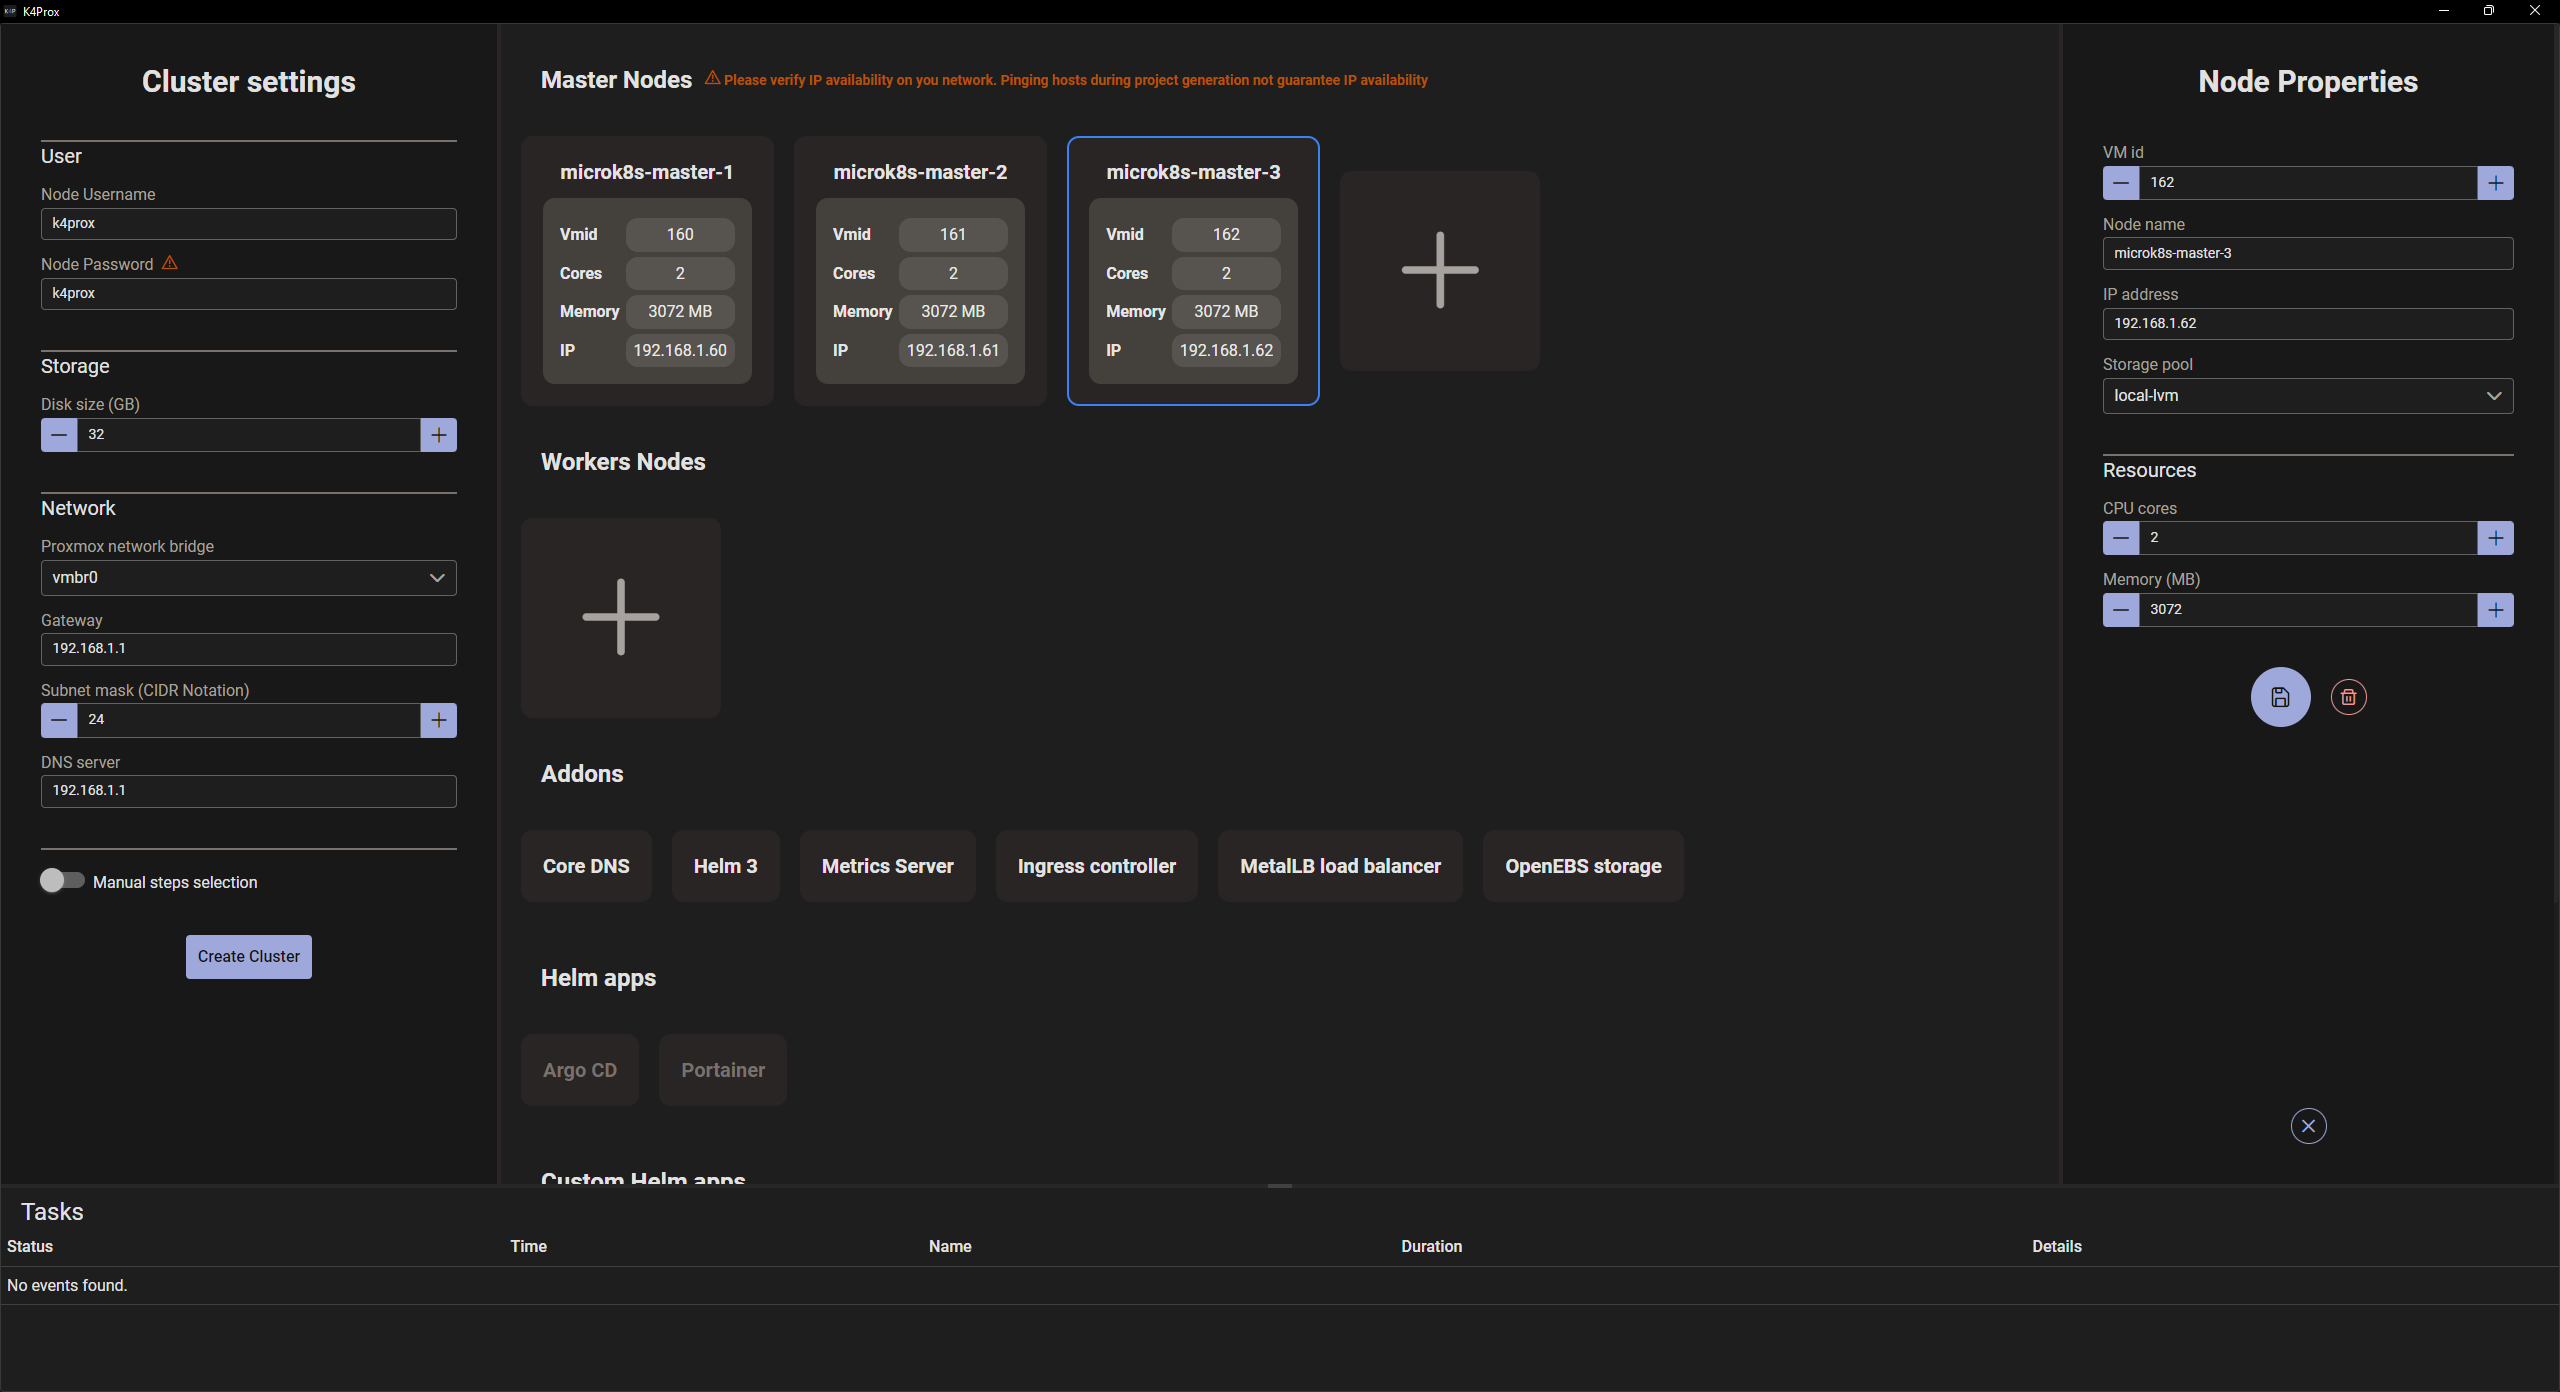 K4P K4Prox
Cluster settings
User
Node Username
k4prox
Node Password
k4prox
Storage
Disk size (GB)
32
Network
Proxmox network bridge
vmbr0
Gateway
192.168.1.1
Subnet mask (CIDR Notation)
24
DNS server
192.168.1.1
Manual steps selection
Create Cluster
Master Nodes Please verify IP availability on you network. Pinging hosts during project generation not guarantee IP availability
microk8s-master-1
Vmid 160
Cores 2
Memory 3072 MB
IP 192.168.1.60
microk8s-master-2
Vmid 161
Cores 2
Memory 3072 MB
IP 192.168.1.61
microk8s-master-3
Vmid 162
Cores 2
Memory 3072 MB
IP 192.168.1.62
Workers Nodes
Addons
Core DNS Helm 3 Metrics Server Ingress controller MetalLB load balancer OpenEBS storage
Helm apps
Argo CD Portainer
Custom Helm apps
Node Properties
VM id
162
Node name
microk8s-master-3
IP address
192.168.1.62
Storage pool
local-lvm
Resources
CPU cores
2
Memory (MB)
3072
Tasks
Status Time Name Duration Details
No events found.